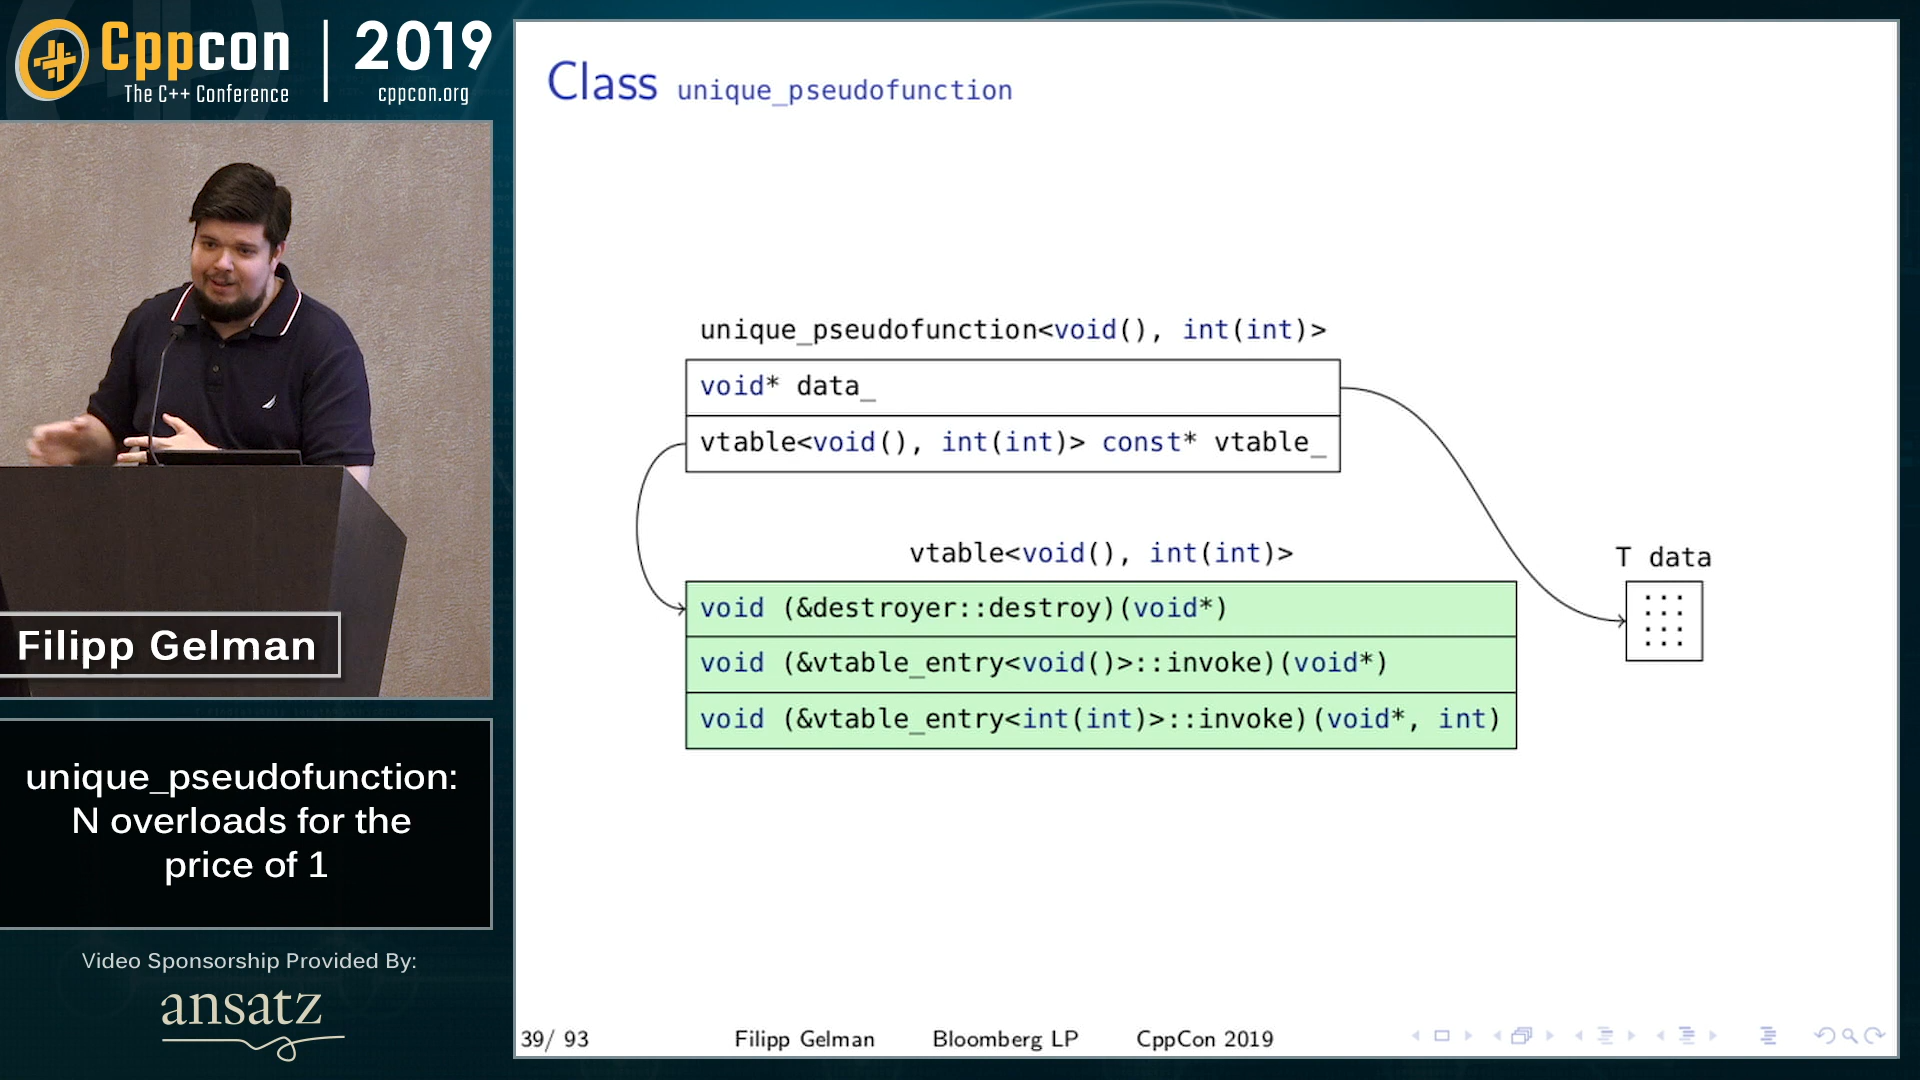 Cppcon
The C++ Conference
2019
cppcon.org
Filipp Gelman
unique_pseudofunction:
N overloads for the
price of 1
Video Sponsorship Provided By:
ansatz
Class unique_pseudofunction
unique_pseudofunction<void(), int(int)>
void* data_
vtable<void(), int(int)> const* vtable_
vtable<void(), int(int)>
void (&destroyer::destroy)(void*)
void (&vtable_entry<void()>::invoke)(void*)
void (&vtable_entry<int(int)>::invoke)(void*, int)
T data
39/ 93 Filipp Gelman Bloomberg LP CppCon 2019